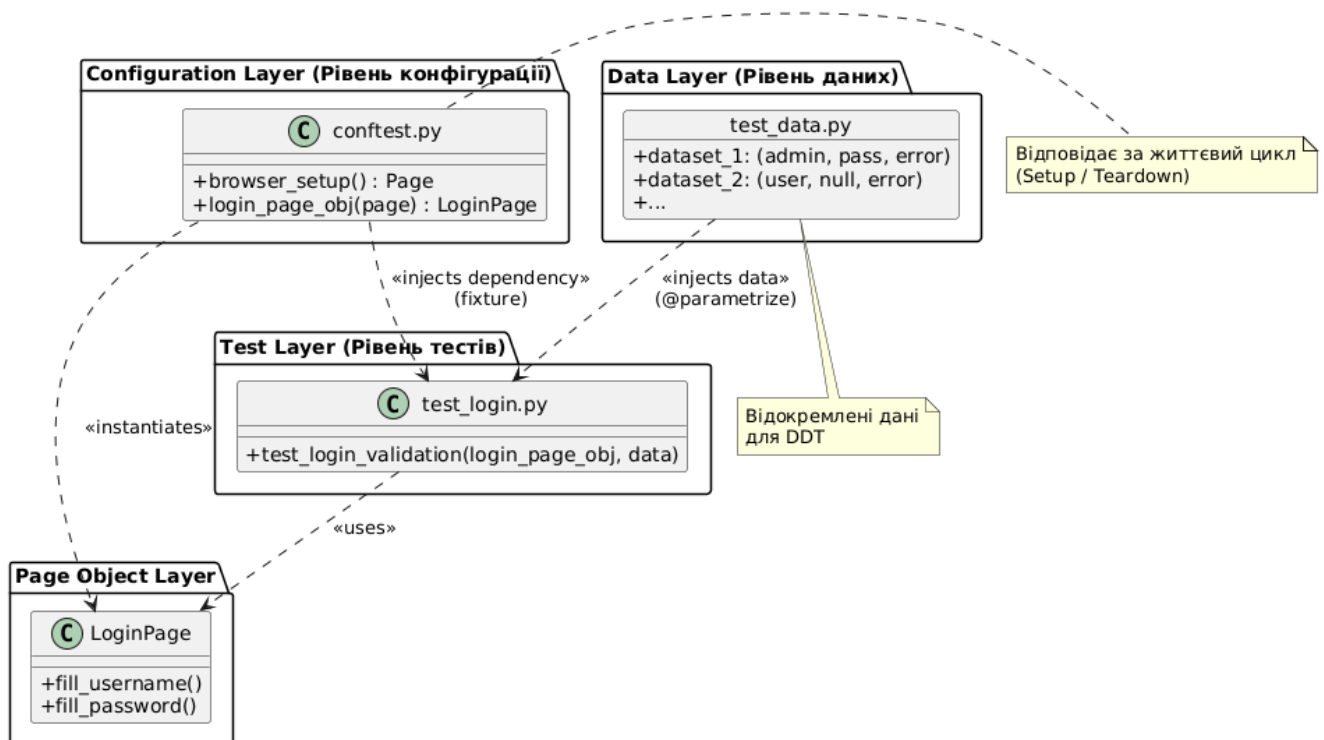 Configuration Layer (Рівень конфігурації)
C conftest.py
+browser_setup() : Page
+login_page_obj(page) : LoginPage
Data Layer (Рівень даних)
test_data.py
+dataset_1: (admin, pass, error)
+dataset_2: (user, null, error)
+...
Відповідає за життєвий цикл
(Setup / Teardown)
«injects dependency»
(fixture)
«injects data»
(@parametrize)
Test Layer (Рівень тестів)
C test_login.py
+test_login_validation(login_page_obj, data)
Відокремлені дані
для DDT
«instantiates»
«uses»
Page Object Layer
C LoginPage
+fill_username()
+fill_password()